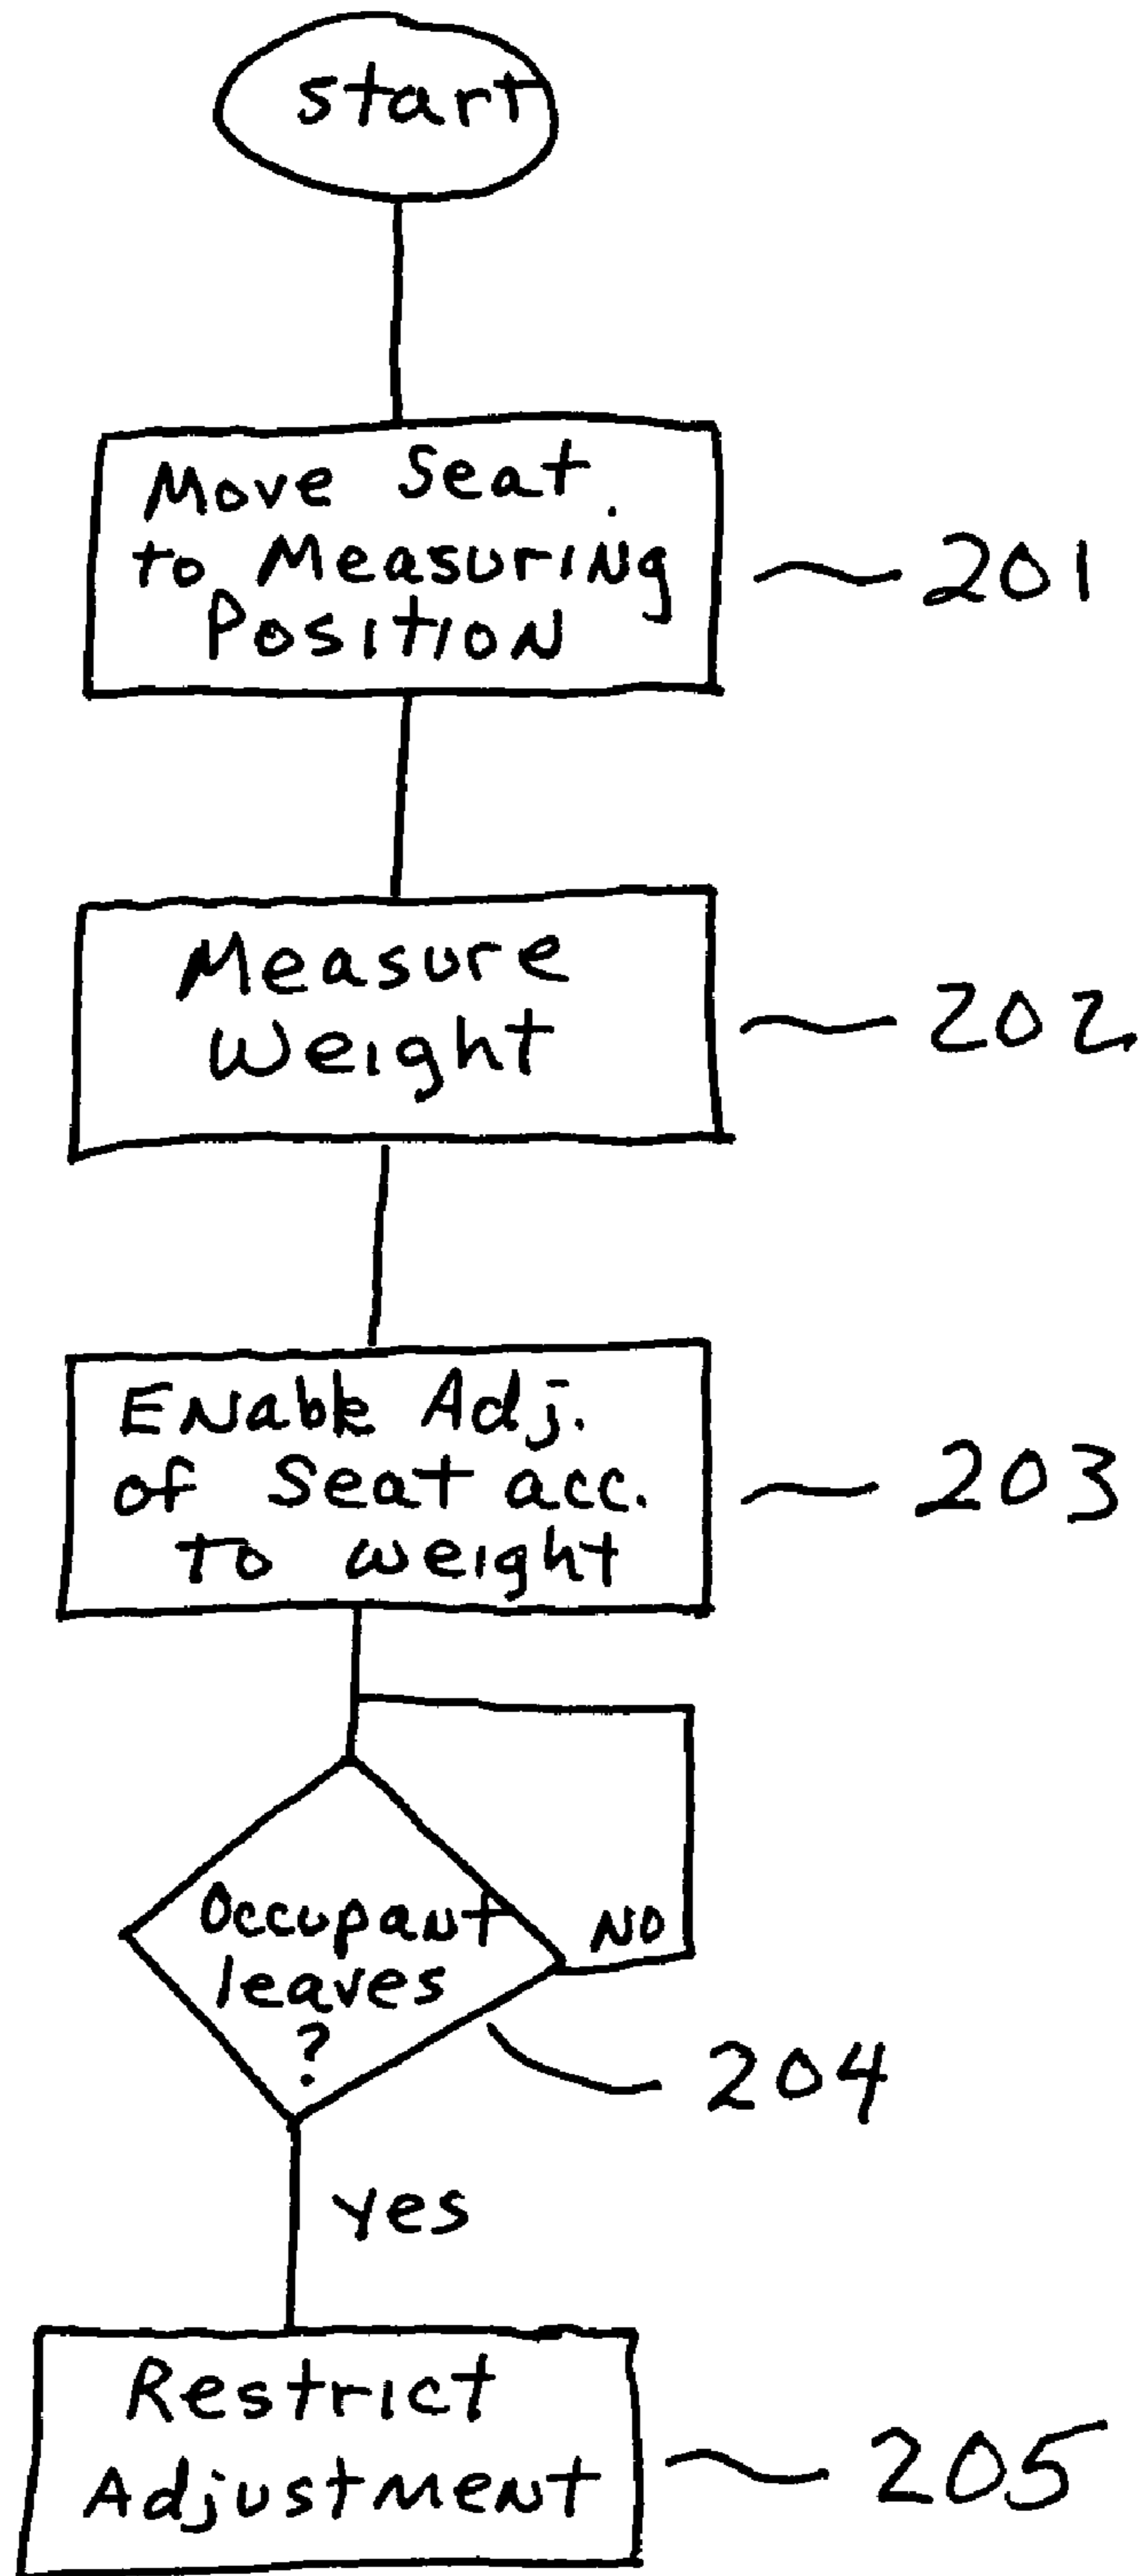 start
Move Seat.
to Measuring
Position
201
Measure
Weight
202
Enable Adj.
of Seat acc.
to weight
203
Occupant
leaves
?
NO
204
yes
Restrict
Adjustment
205